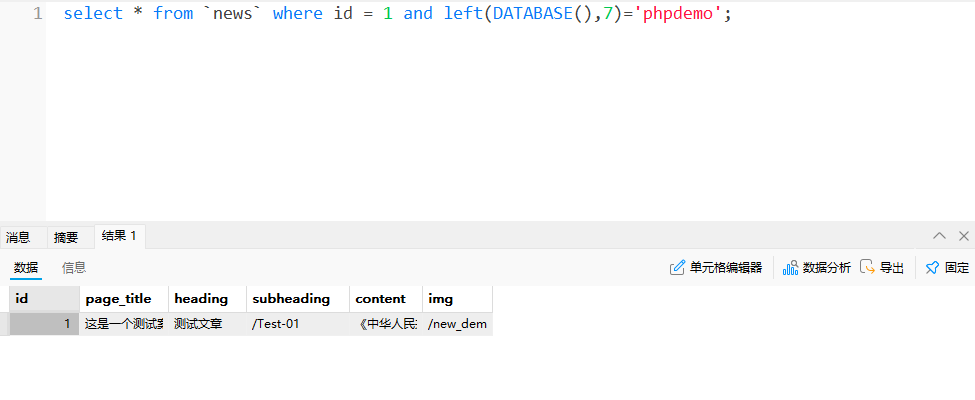 1 select * from `news` where id = 1 and left(DATABASE(),7)='phpdemo';
消息 摘要 结果 1
数据 信息 单元格编辑器 数据分析 导出 固定
id page_title heading subheading content img
1 这是一个测试 测试文章 /Test-01 《中华人民 /new_dem